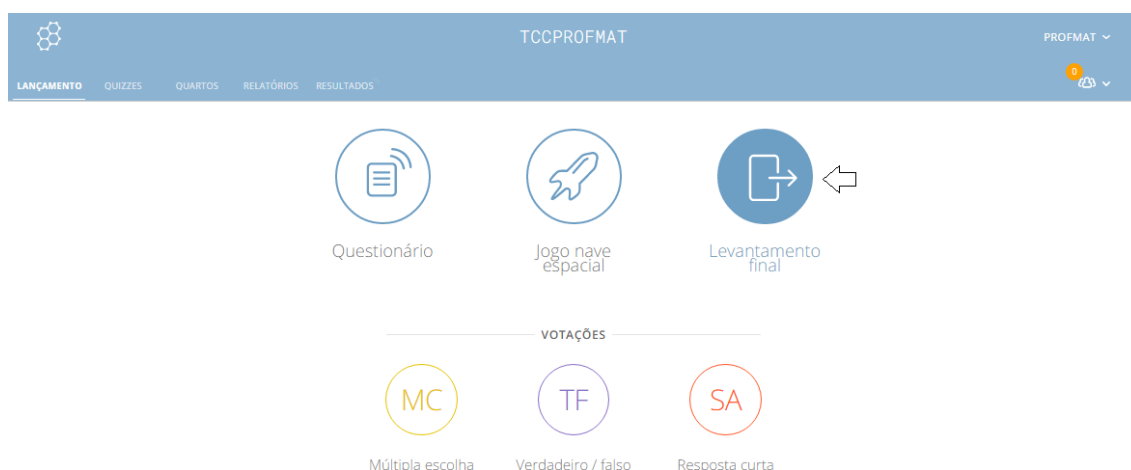 TCCPROFMAT
PROFMAT
0
LANÇAMENTO QUIZZES QUARTOS RELATÓRIOS RESULTADOS
Questionário
Jogo nave
espacial
Levantamento
final
VOTAÇÕES
MC
TF
SA
Múltipla escolha
Verdadeiro / falso
Resposta curta